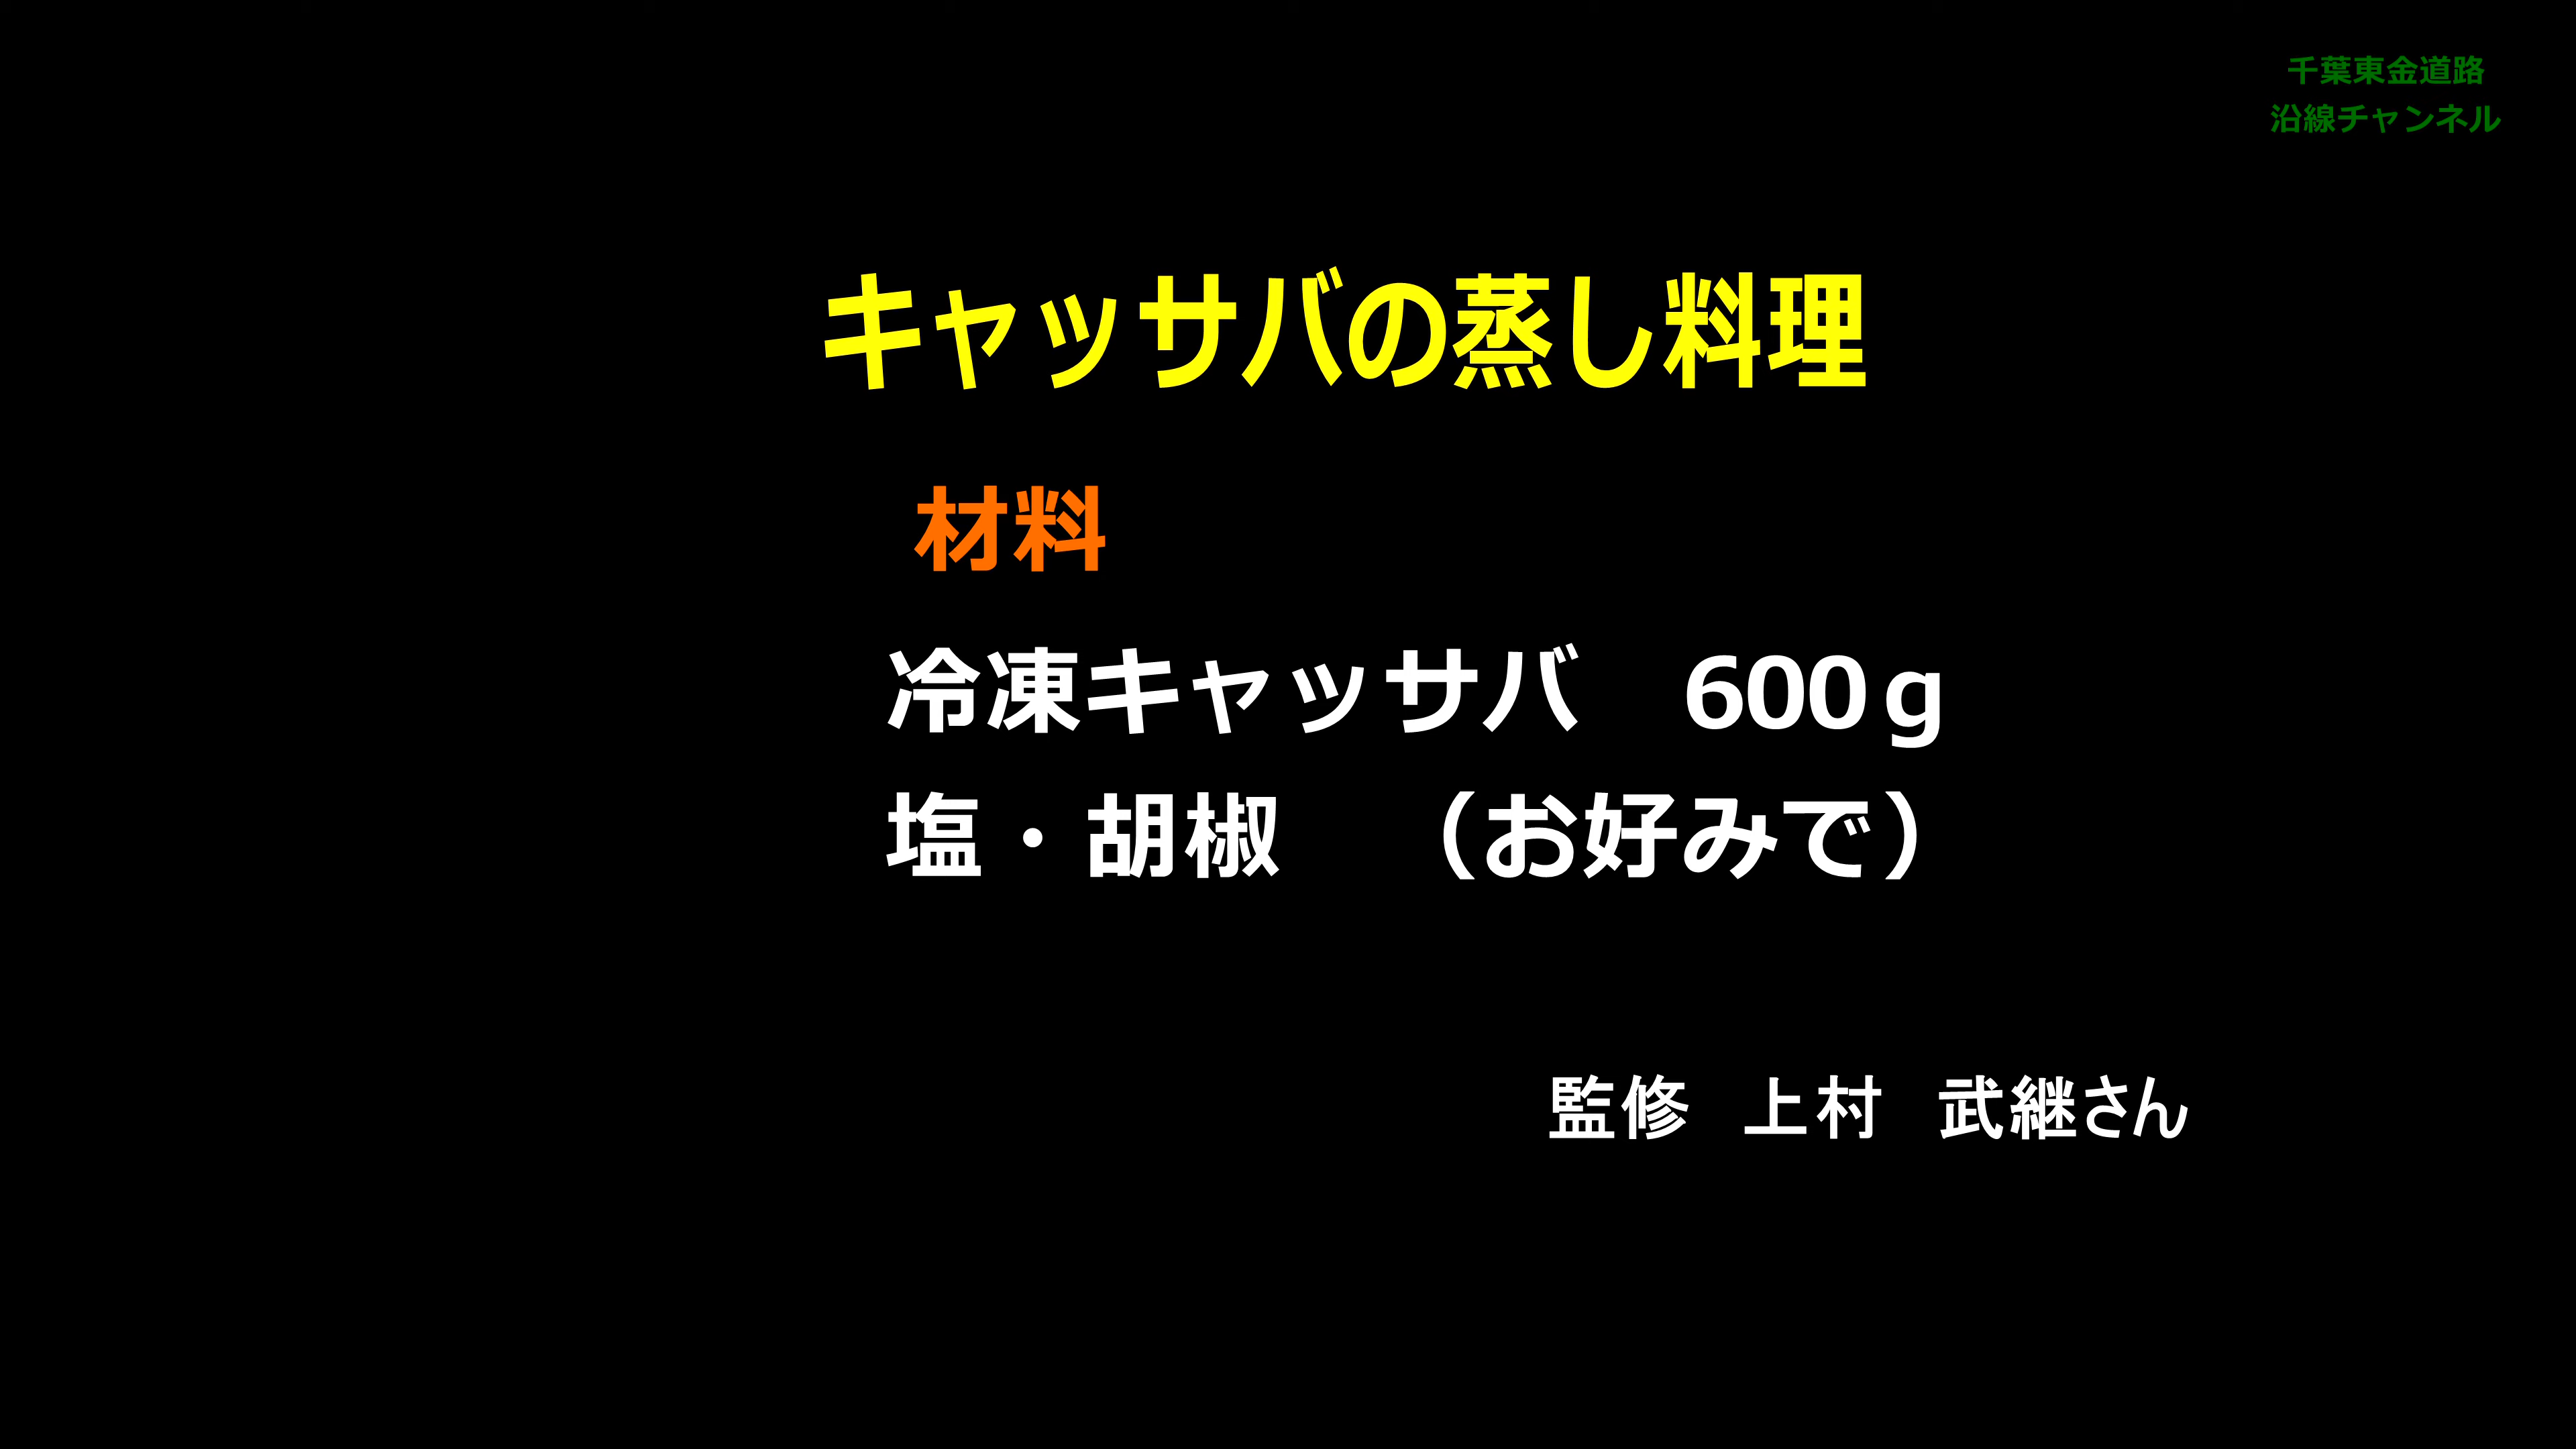 千葉東金道路
沿線チャンネル
キャッサバの蒸し料理
材料
冷凍キャッサバ　600ｇ
塩・胡椒　（お好みで）
監修　上村　武継さん